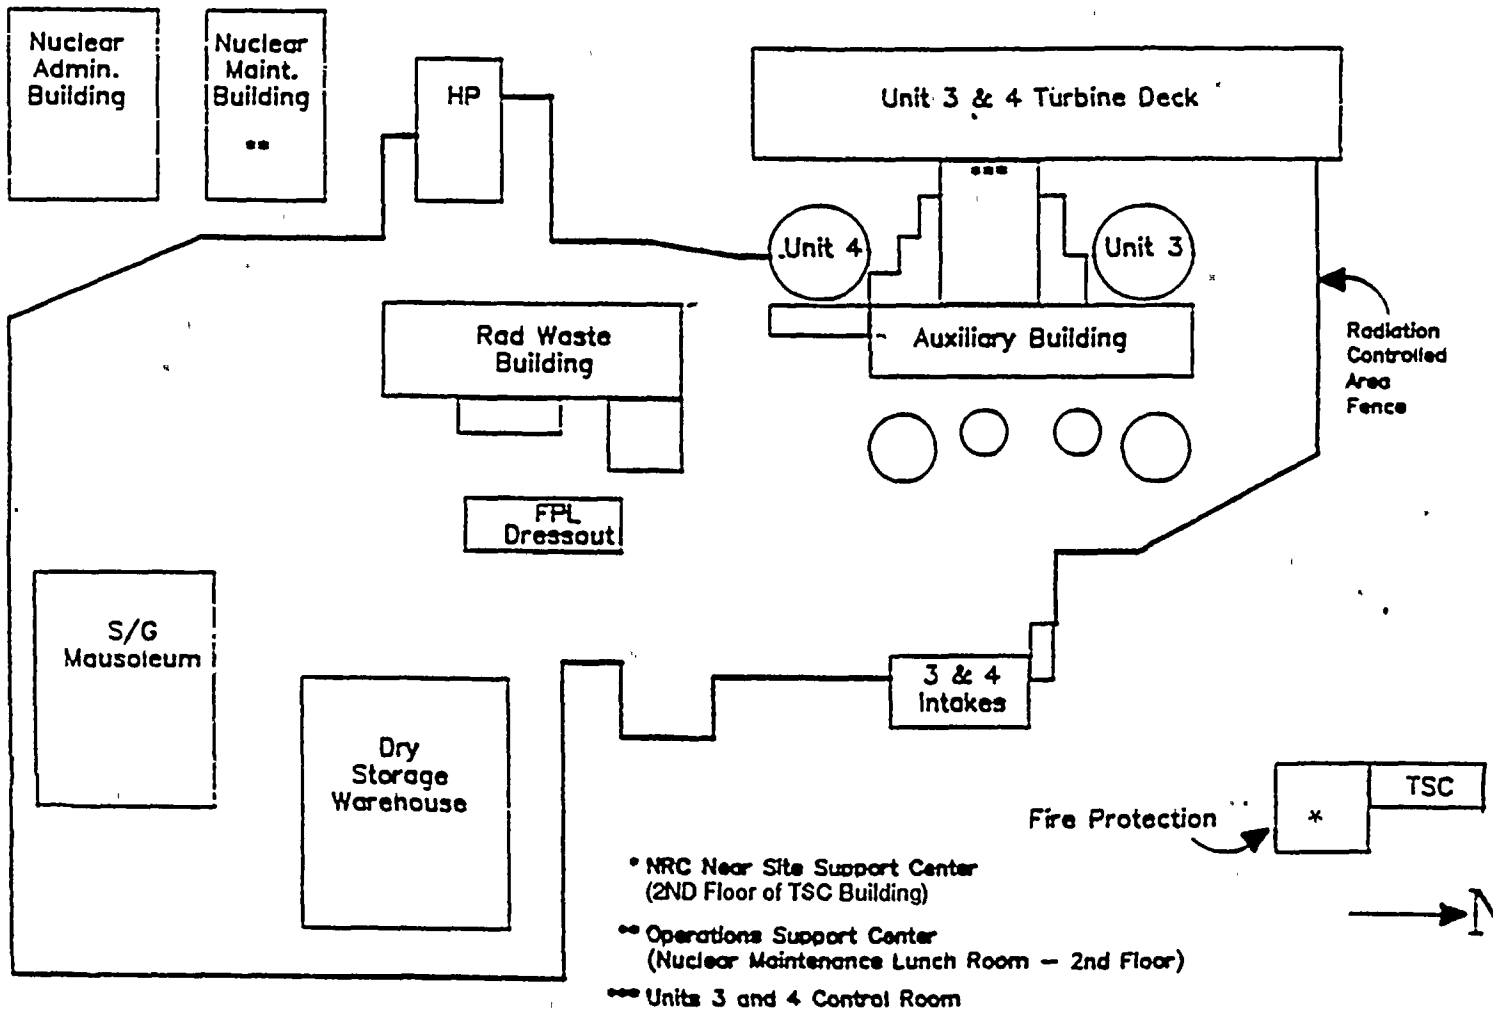 Nuclear
Admin.
Building
Nuclear
Maint.
Building
**
HP
Unit 3 & 4 Turbine Deck
***
Unit 4
Unit 3
Rad Waste
Building
Auxiliary Building
Radiation
Controlled
Area
Fence
FPL
Dressout
S/G
Mausoleum
3 & 4
Intakes
Dry
Storage
Warehouse
TSC
Fire Protection
*
* NRC Near Site Support Center
(2ND Floor of TSC Building)
** Operations Support Center
(Nuclear Maintenance Lunch Room - 2nd Floor)
*** Units 3 and 4 Control Room
N